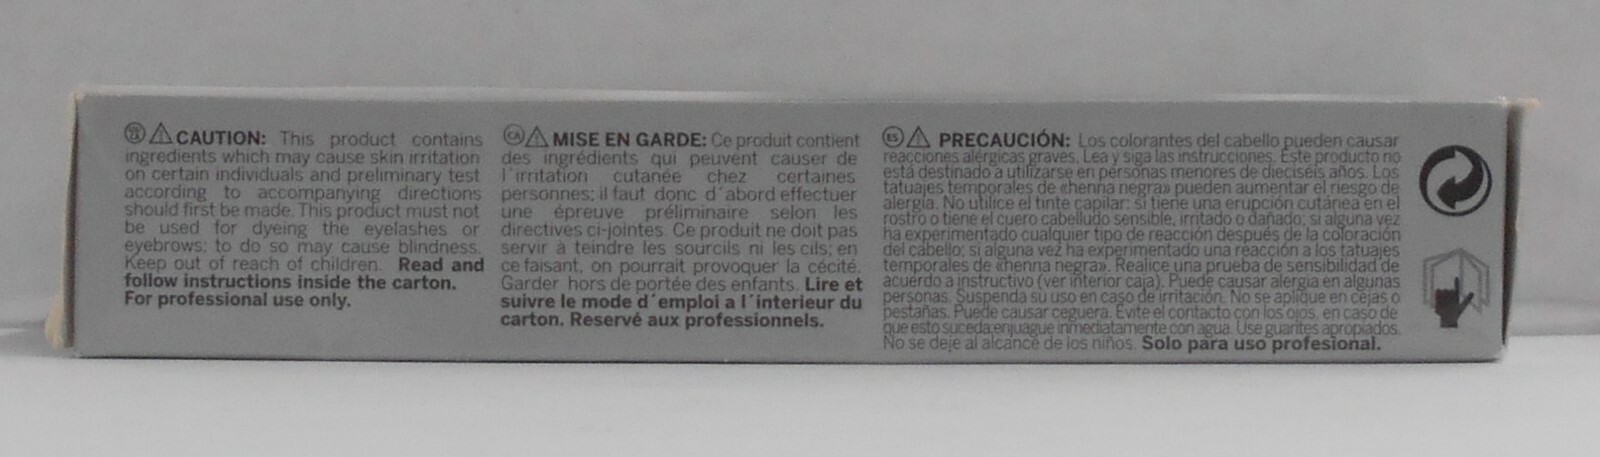 CAUTION: This product contains
ingredients which may cause skin irritation
on certain individuals and preliminary test
according to accompanying directions
should first be made. This product must not
be used for dyeing the eyelashes or
eyebrows; to do so may cause blindness.
Keep out of reach of children. Read and
follow instructions inside the carton.
For professional use only.
CA MISE EN GARDE: Ce produit contient
des ingrédients qui peuvent causer de
l´irritation cutanée chez certaines
personnes; il faut donc d´abord effectuer
une épreuve préliminaire selon les
directives ci-jointes. Ce produit ne doit pas
servir à teindre les sourcils ni les cils; en
ce faisant, on pourrait provoquer la cécité.
Garder hors de portée des enfants. Lire et
suivre le mode d´emploi a l´interieur du
carton. Reservé aux professionnels.
ES PRECAUCIÓN: Los colorantes del cabello pueden causar
reacciones alérgicas graves. Lea y siga las instrucciones. Este producto no
está destinado a utilizarse en personas menores de dieciséis años. Los
tatuajes temporales de «henna negra» pueden aumentar el riesgo de
alergia. No utilice el tinte capilar: si tiene una erupción cutánea en el
rostro o tiene el cuero cabelludo sensible, irritado o dañado; si alguna vez
ha experimentado cualquier tipo de reacción después de la coloración
del cabello; si alguna vez ha experimentado una reacción a los tatuajes
temporales de «henna negra». Realice una prueba de sensibilidad de
acuerdo a instructivo (ver interior caja). Puede causar alergia en algunas
personas. Suspenda su uso en caso de irritación. No se aplique en cejas o
pestañas. Puede causar ceguera. Evite el contacto con los ojos, en caso de
que esto suceda enjuague inmediatamente con agua. Use guantes apropiados.
No se deje al alcance de los niños. Solo para uso profesional.